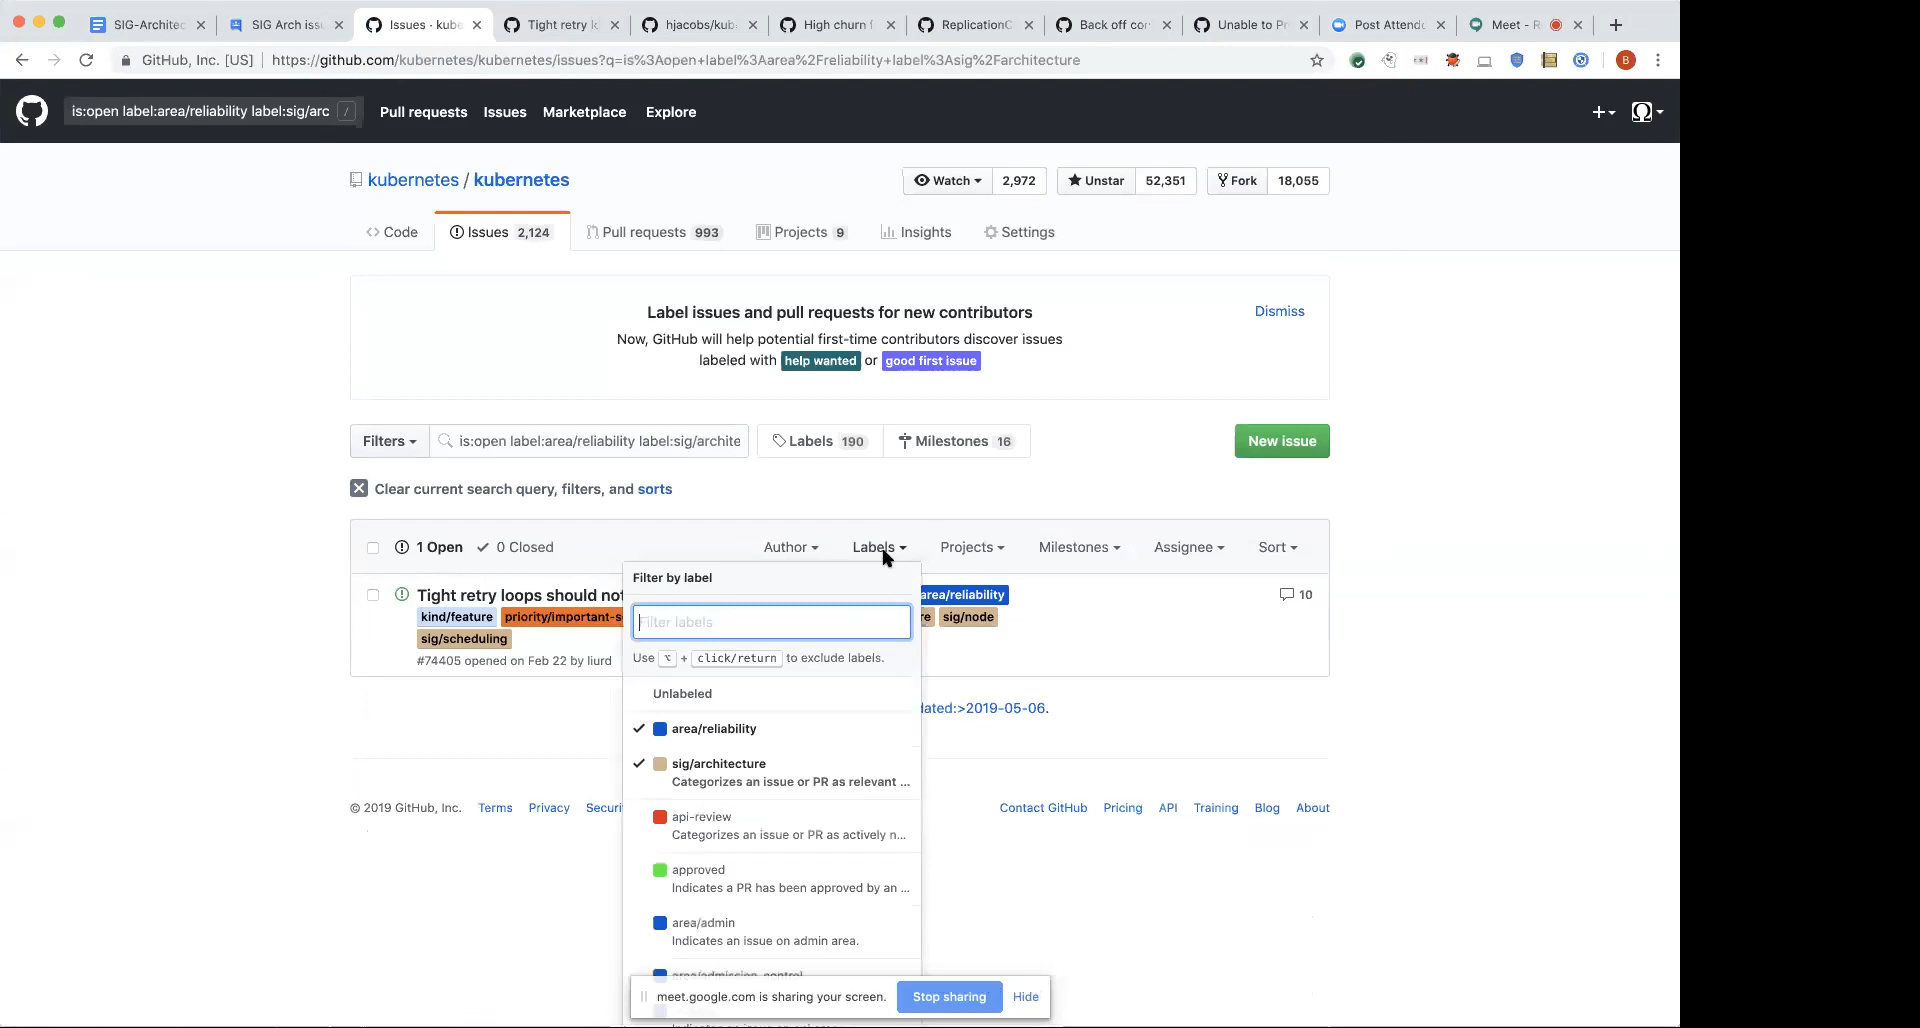 SIG-Architec
SIG Arch issu
Issues · kube
Tight retry lo
hjacobs/kub
High churn f
ReplicationC
Back off con
Unable to Pr
Post Attende
Meet - R
GitHub, Inc. [US]
https://github.com/kubernetes/kubernetes/issues?q=is%3Aopen+label%3Aarea%2Freliability+label%3Asig%2Farchitecture
B
is:open label:area/reliability label:sig/arc /
Pull requests
Issues
Marketplace
Explore
kubernetes / kubernetes
Watch 2,972
Unstar 52,351
Fork 18,055
Code
Issues 2,124
Pull requests 993
Projects 9
Insights
Settings
Label issues and pull requests for new contributors
Dismiss
Now, GitHub will help potential first-time contributors discover issues
labeled with help wanted or good first issue
Filters
is:open label:area/reliability label:sig/archite
Labels 190
Milestones 16
New issue
Clear current search query, filters, and sorts
1 Open
0 Closed
Author
Labels
Projects
Milestones
Assignee
Sort
Tight retry loops should not
area/reliability
10
kind/feature
priority/important-s
re
sig/node
sig/scheduling
#74405 opened on Feb 22 by liurd
Filter by label
Filter labels
Use ⌥ + click/return to exclude labels.
Unlabeled
area/reliability
sig/architecture
Categorizes an issue or PR as relevant ...
api-review
Categorizes an issue or PR as actively n...
approved
Indicates a PR has been approved by an ...
area/admin
Indicates an issue on admin area.
area/admission-control
dated:>2019-05-06.
© 2019 GitHub, Inc.
Terms
Privacy
Securi
Contact GitHub
Pricing
API
Training
Blog
About
meet.google.com is sharing your screen.
Stop sharing
Hide